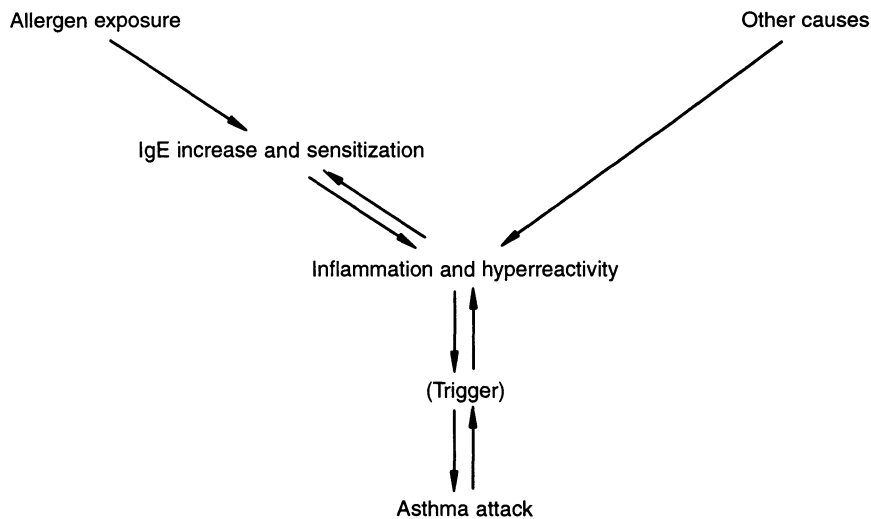 Allergen exposure
Other causes
IgE increase and sensitization
Inflammation and hyperreactivity
(Trigger)
Asthma attack